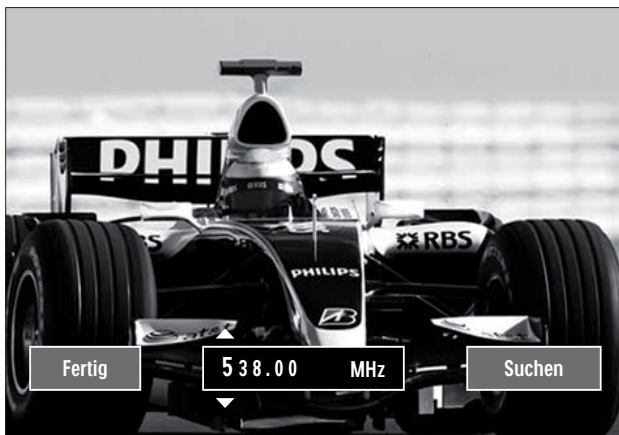 PHILIPS
RBS
RBS
PHILIPS
Fertig
538.00 MHz
Suchen